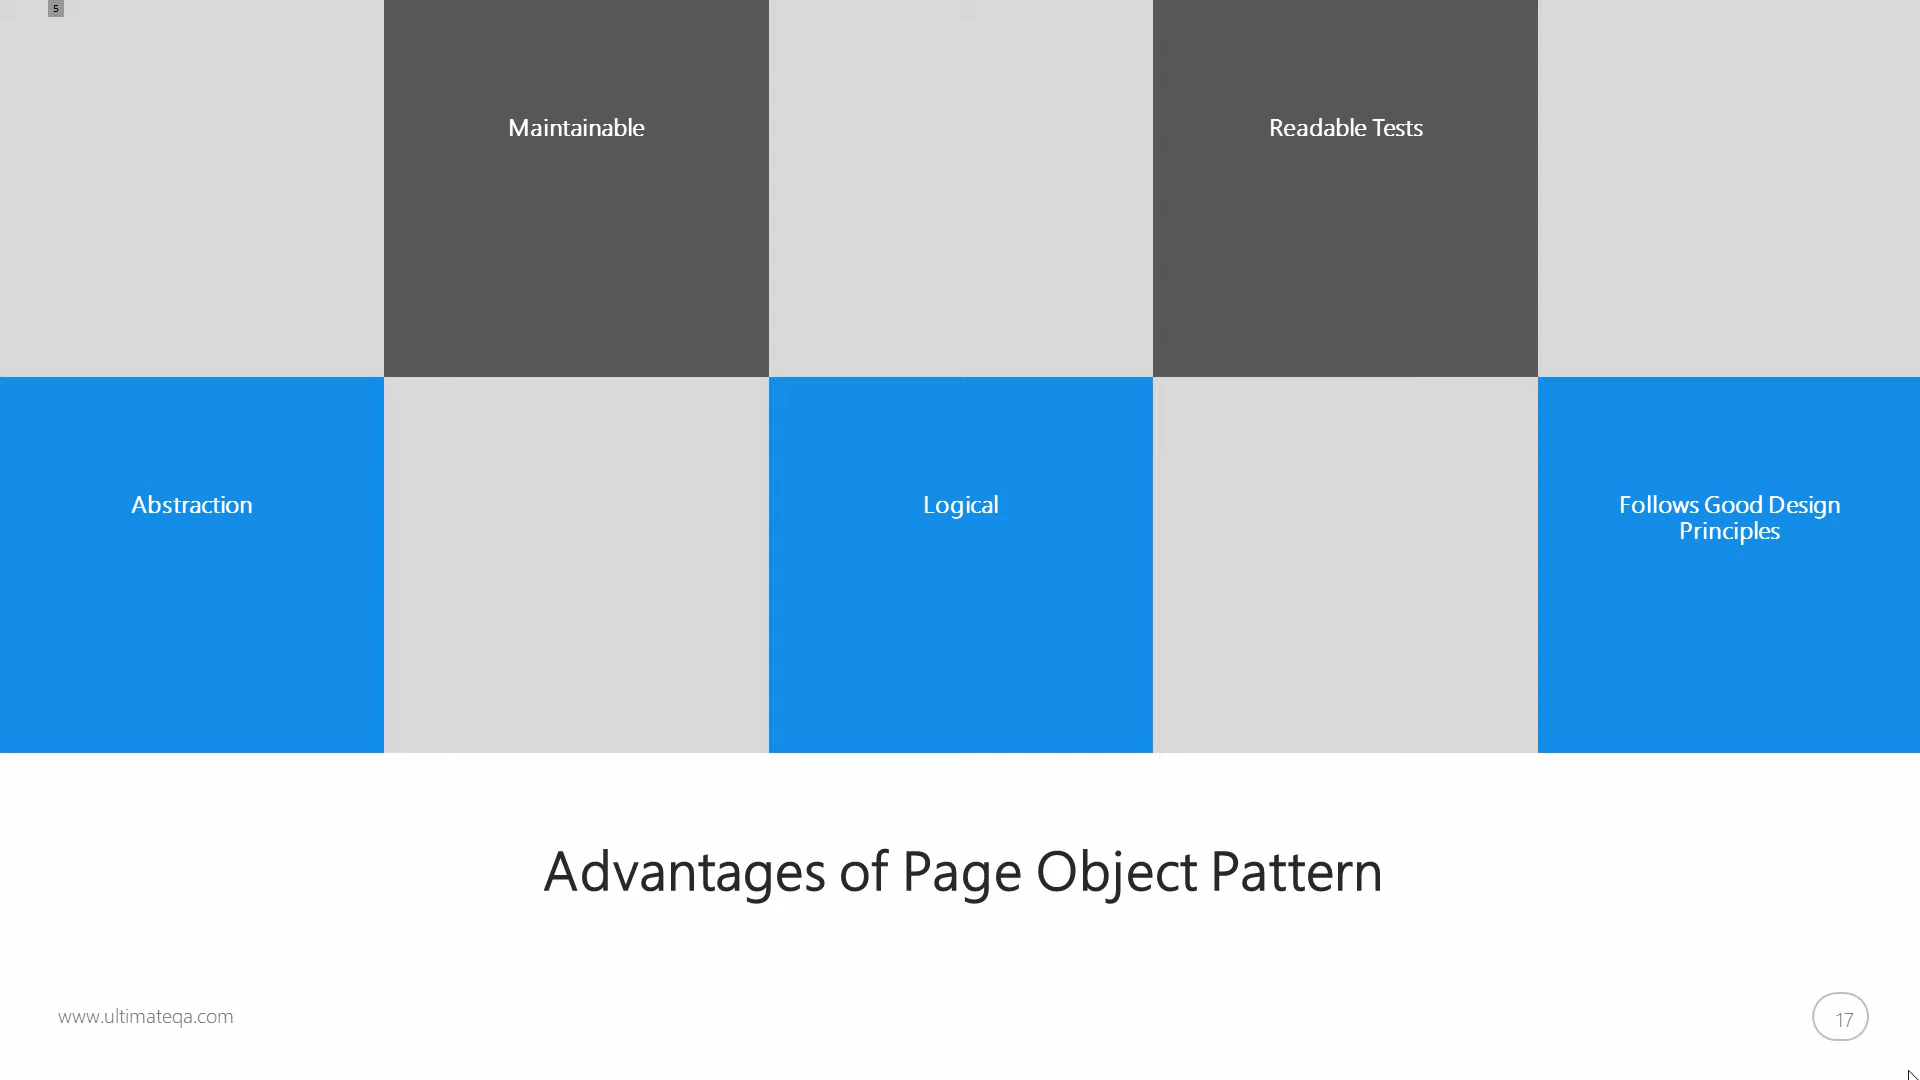 5
Maintainable
Readable Tests
Abstraction
Logical
Follows Good Design
Principles
Advantages of Page Object Pattern
www.ultimateqa.com
17